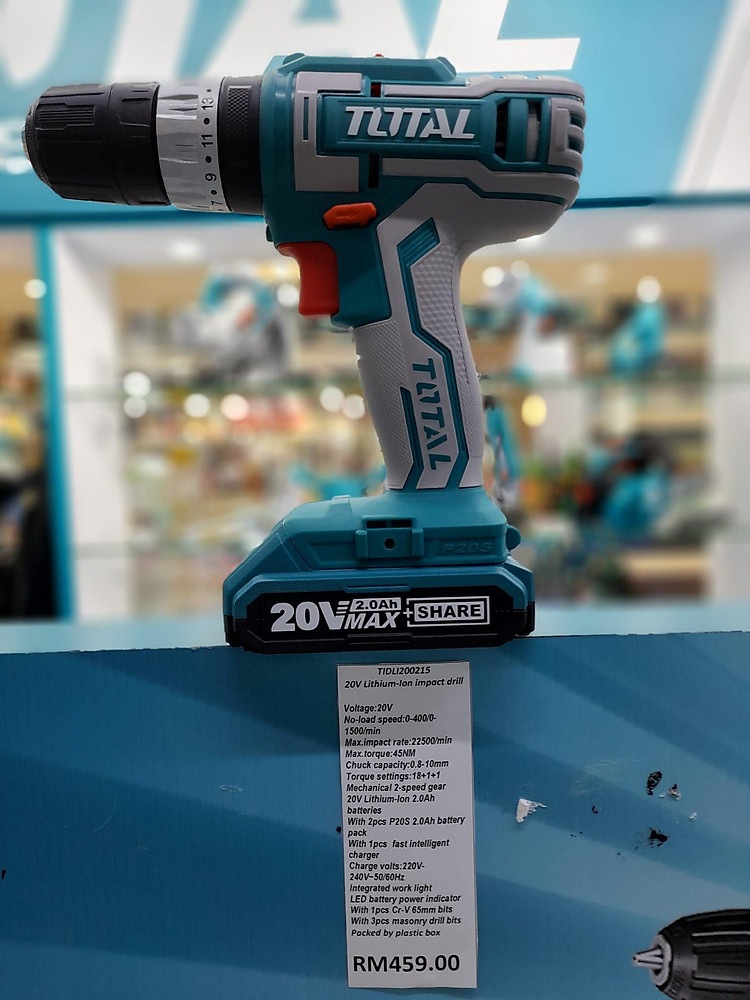 TOTAL
13
11
9
7
TOTAL
P20S
20V MAX 2.0Ah +SHARE
TIDLI200215
20V Lithium-Ion impact drill
Voltage:20V
No-load speed:0-400/0-
1500/min
Max.impact rate:22500/min
Max.torque:45NM
Chuck capacity:0.8-10mm
Torque settings:18+1+1
Mechanical 2-speed gear
20V Lithium-Ion 2.0Ah
batteries
With 2pcs P20S 2.0Ah battery
pack
With 1pcs fast intelligent
charger
Charge volts:220V-
240V~50/60Hz
Integrated work light
LED battery power indicator
With 1pcs Cr-V 65mm bits
With 3pcs masonry drill bits
Packed by plastic box
RM459.00